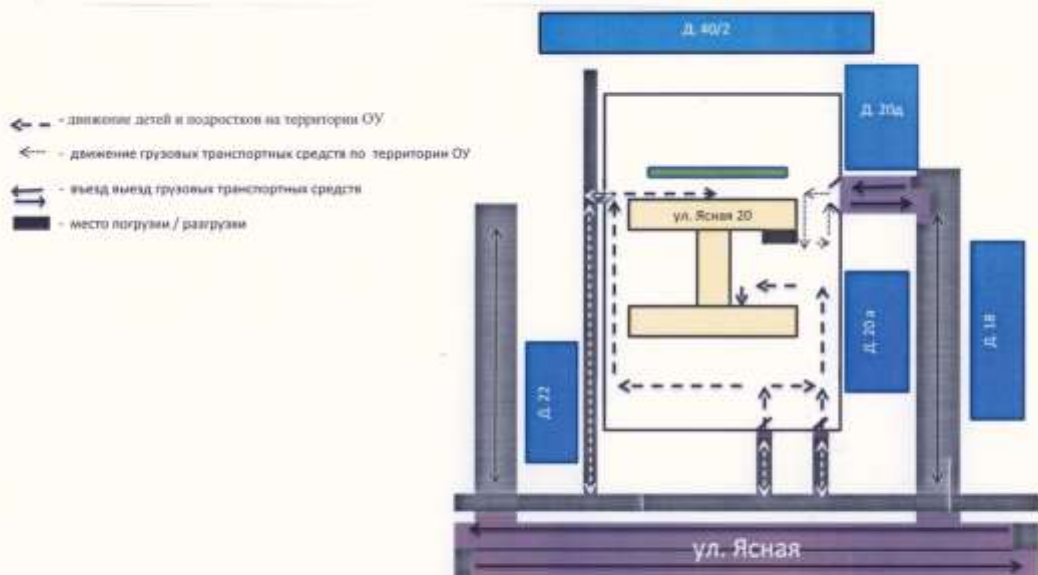 Д. 40/2
Д. 20д
- движение детей и подростков на территории ОУ
- движение грузовых транспортных средств по территории ОУ
- въезд выезд грузовых транспортных средств
- место погрузки / разгрузки
ул. Ясная 20
Д. 20 а
Д. 18
Д. 22
ул. Ясная